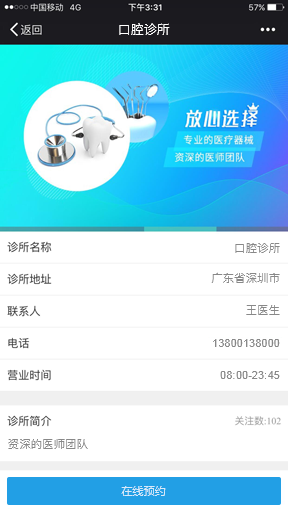 中国移动 4G 下午3:31 57%
返回 口腔诊所
放心选择
专业的医疗器械
资深的医师团队
诊所名称 口腔诊所
诊所地址 广东省深圳市
联系人 王医生
电话 13800138000
营业时间 08:00-23:45
诊所简介 关注数:102
资深的医师团队
在线预约